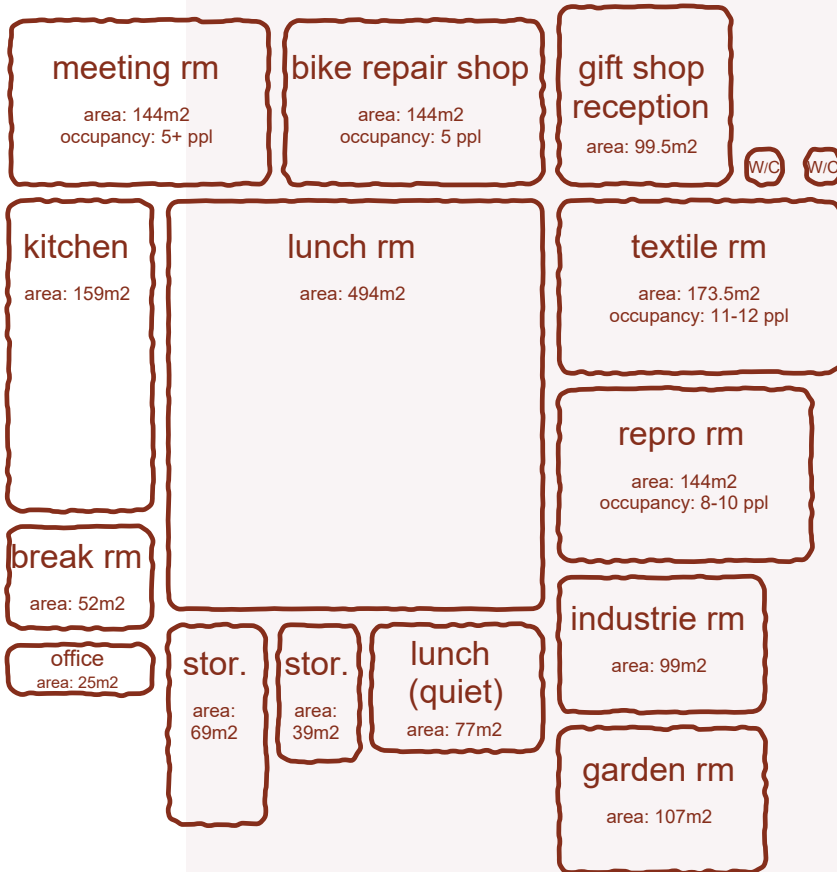 meeting rm
area: 144m2
occupancy: 5+ ppl
bike repair shop
area: 144m2
occupancy: 5 ppl
gift shop
reception
area: 99.5m2
W/C
W/C
kitchen
area: 159m2
lunch rm
area: 494m2
textile rm
area: 173.5m2
occupancy: 11-12 ppl
repro rm
area: 144m2
occupancy: 8-10 ppl
break rm
area: 52m2
industrie rm
area: 99m2
office
area: 25m2
stor.
area:
69m2
stor.
area:
39m2
lunch
(quiet)
area: 77m2
garden rm
area: 107m2